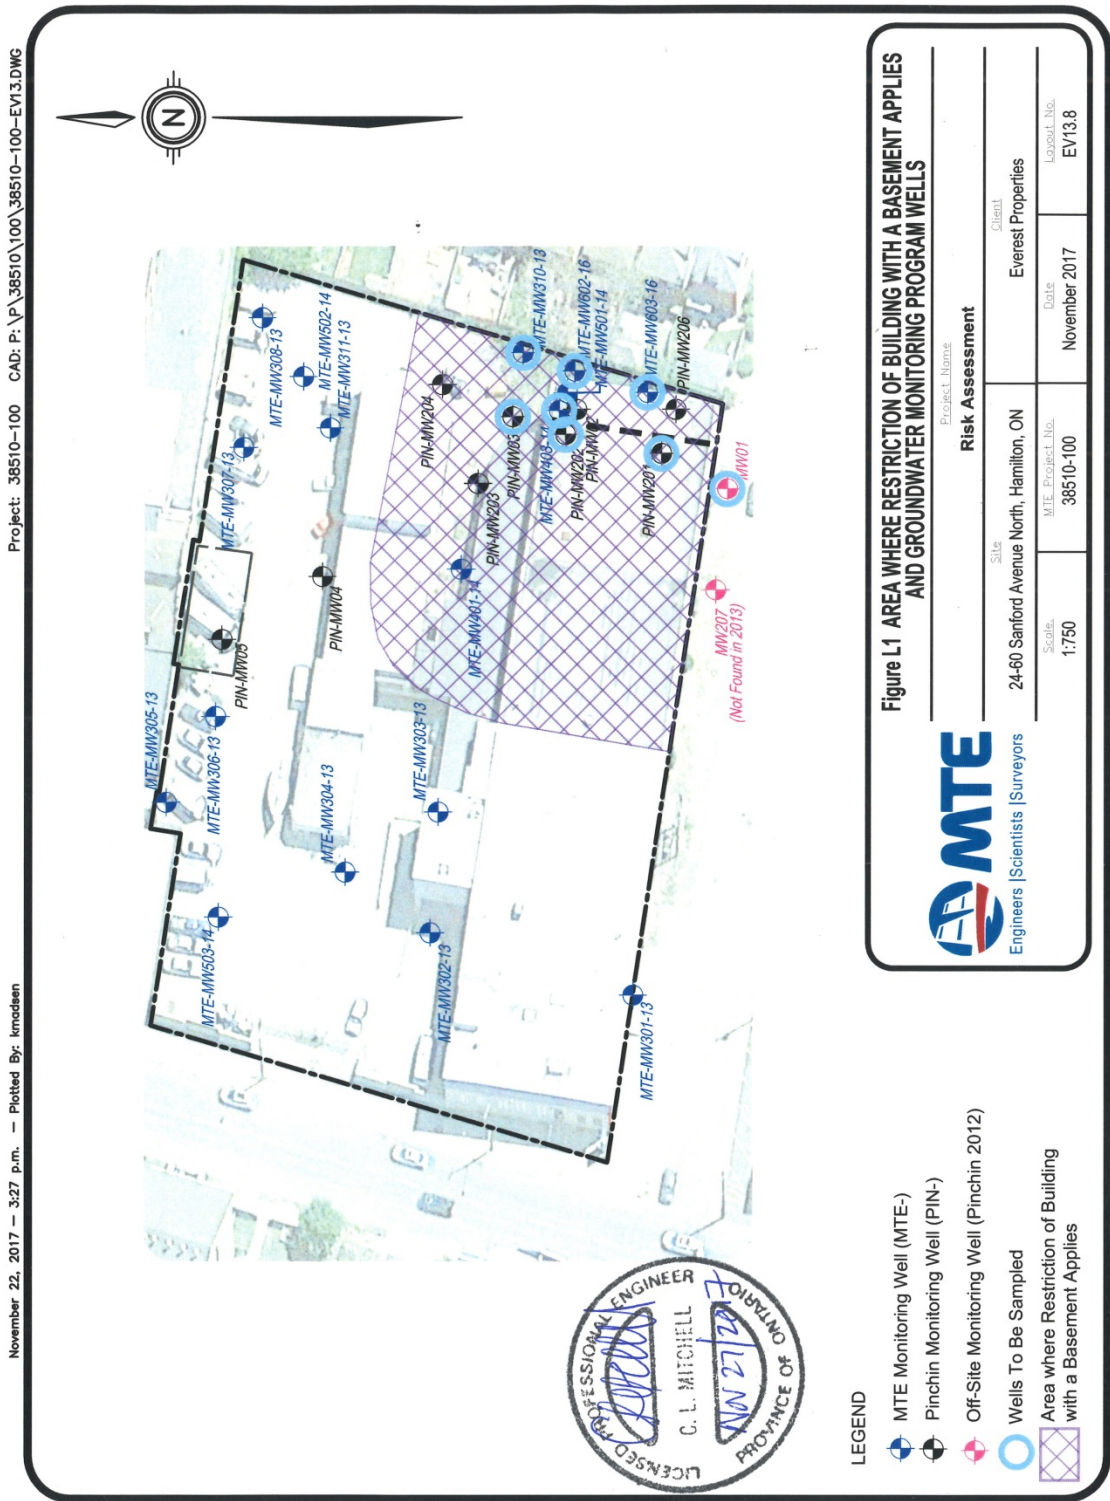 November 22, 2017 – 3:27 p.m. – Plotted By: kmadsen
Project: 38510-100 CAD: P:\P\38510\100\38510-100-EV13.DWG
N
MTE-MW305-13
MTE-MW503-14
MTE-MW306-13
PIN-MW05
MTE-MW307-13
MTE-MW308-13
MTE-MW502-14
MTE-MW311-13
PIN-MW04
MTE-MW304-13
MTE-MW303-13
MTE-MW302-13
MTE-MW301-13
PIN-MW204
MTE-MW401-14
PIN-MW203
PIN-MW03
MTE-MW310-13
MTE-MW403-14
MTE-MW602-16
MTE-MW501-14
PIN-MW202
MTE-MW603-16
PIN-MW201
PIN-MW206
MW207
(Not Found in 2013)
MW01
LICENSED PROFESSIONAL ENGINEER
C. L. MITCHELL
Nov 27/2017
PROVINCE OF ONTARIO
LEGEND
MTE Monitoring Well (MTE-)
Pinchin Monitoring Well (PIN-)
Off-Site Monitoring Well (Pinchin 2012)
Wells To Be Sampled
Area where Restriction of Building
with a Basement Applies
MTE
Engineers |Scientists |Surveyors
Figure L1 AREA WHERE RESTRICTION OF BUILDING WITH A BASEMENT APPLIES
AND GROUNDWATER MONITORING PROGRAM WELLS
Project Name
Risk Assessment
Site
24-60 Sanford Avenue North, Hamilton, ON
Client
Everest Properties
Scale
1:750
MTE Project No.
38510-100
Date
November 2017
Layout No.
EV13.8